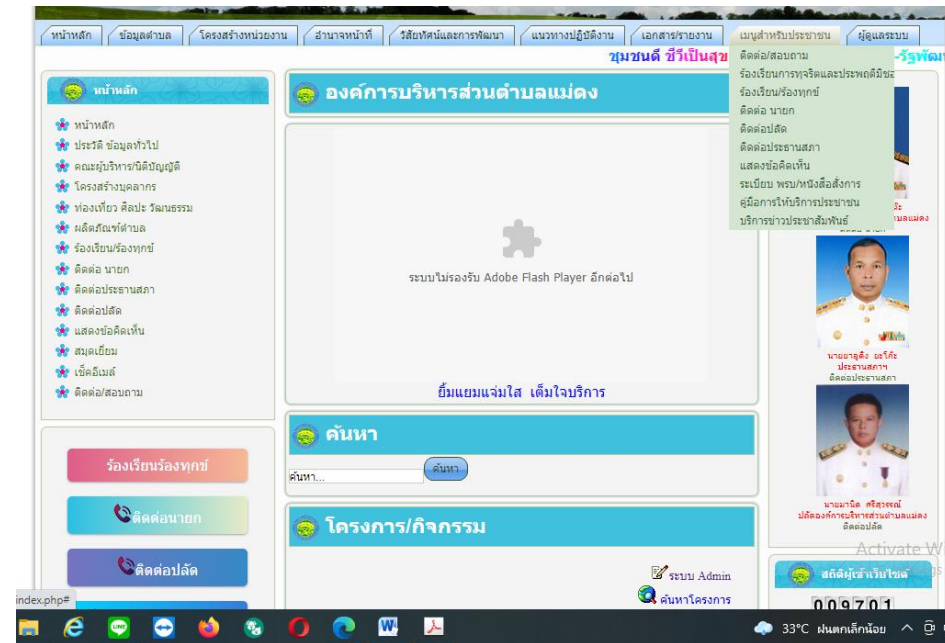 หน้าหลัก
ข้อมูลตำบล
โครงสร้างหน่วยงาน
อำนาจหน้าที่
วิสัยทัศน์และการพัฒนา
แนวทางปฏิบัติงาน
เอกสาร/รายงาน
เมนูสำหรับประชาชน
ผู้ดูแลระบบ
ชุมชนดี ชีวีเป็นสุข
-รัฐพัฒ
ติดต่อ/สอบถาม
ร้องเรียนการทุจริตและประพฤติมิชอ
ร้องเรียน/ร้องทุกข์
ติดต่อ นายก
ติดต่อปลัด
ติดต่อประธานสภา
แสดงข้อคิดเห็น
ระเบียบ พรบ/หนังสือสั่งการ
คู่มือการให้บริการประชาชน
บริการข่าวประชาสัมพันธ์
หน้าหลัก
หน้าหลัก
ประวัติ ข้อมูลทั่วไป
คณะผู้บริหาร/นิติบัญญัติ
โครงสร้างบุคลากร
ท่องเที่ยว ศิลปะ วัฒนธรรม
ผลิตภัณฑ์ตำบล
ร้องเรียน/ร้องทุกข์
ติดต่อ นายก
ติดต่อประธานสภา
ติดต่อปลัด
แสดงข้อคิดเห็น
สมุดเยี่ยม
เช็คอีเมล์
ติดต่อ/สอบถาม
ร้องเรียนร้องทุกข์
ติดต่อนายก
ติดต่อปลัด
องค์การบริหารส่วนตำบลแม่ดง
ระบบไม่รองรับ Adobe Flash Player อีกต่อไป
ยิ้มแยมแจ่มใส เต็มใจบริการ
ค้นหา
ค้นหา...
ค้นหา
โครงการ/กิจกรรม
ระบบ Admin
ค้นหาโครงการ
ตำบลแม่ดง
ประธานสภาฯ
ติดต่อประธานสภา
นายมานิต ศรีสุวรรณ์
ปลัดองค์การบริหารส่วนตำบลแม่ดง
ติดต่อปลัด
Activate W
สถิติผู้เข้าเว็บไซต์
009701
index.php#
33°C ฝนตกเล็กน้อย